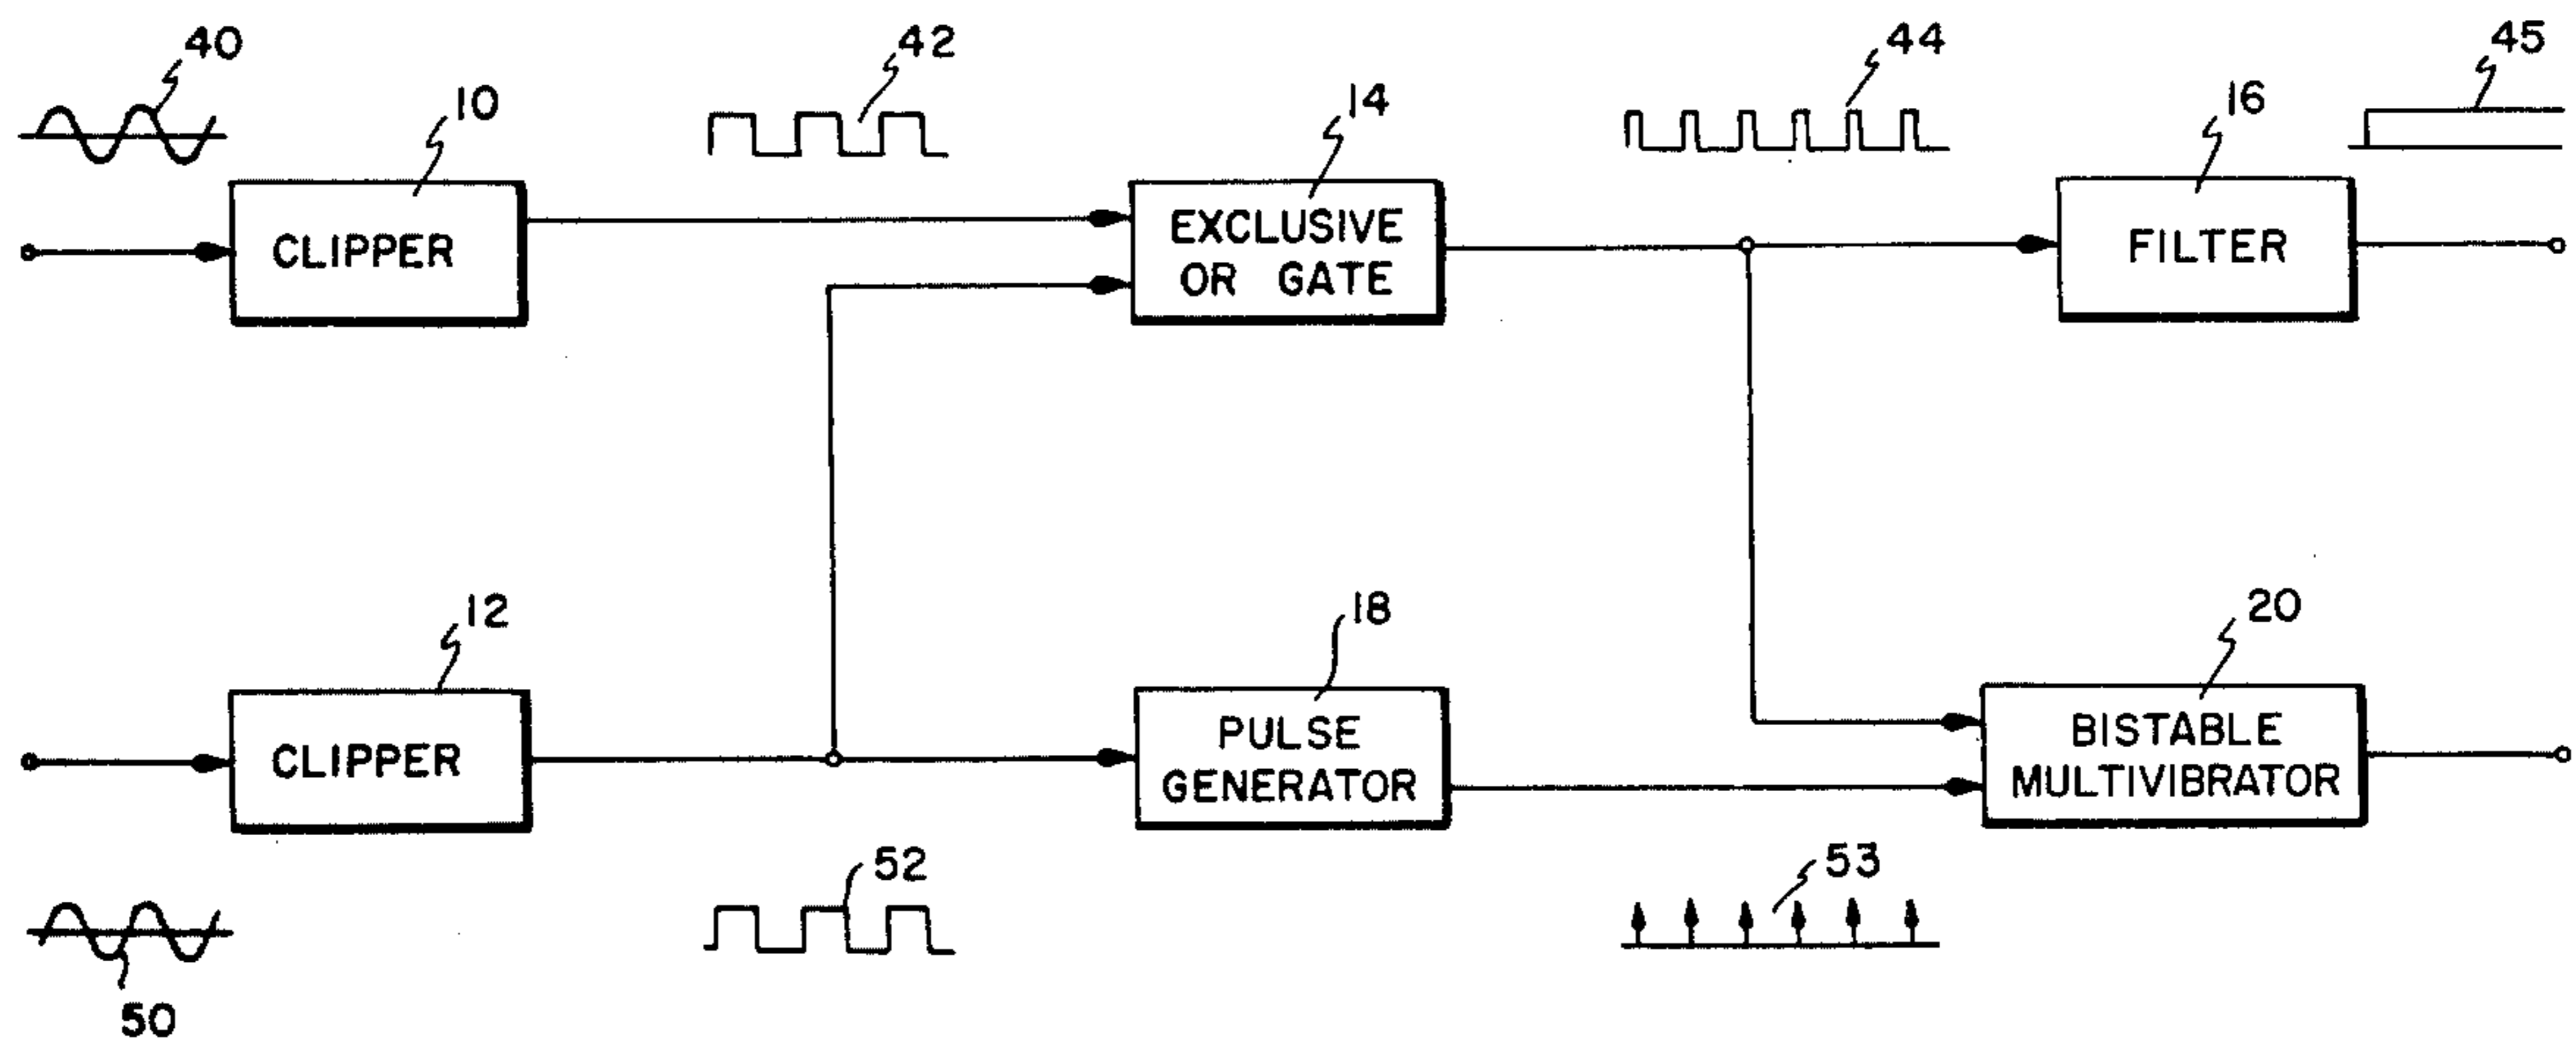 40
42
44
45
10
14
16
CLIPPER
EXCLUSIVE
OR GATE
FILTER
12
18
20
CLIPPER
PULSE
GENERATOR
BISTABLE
MULTIVIBRATOR
52
53
50